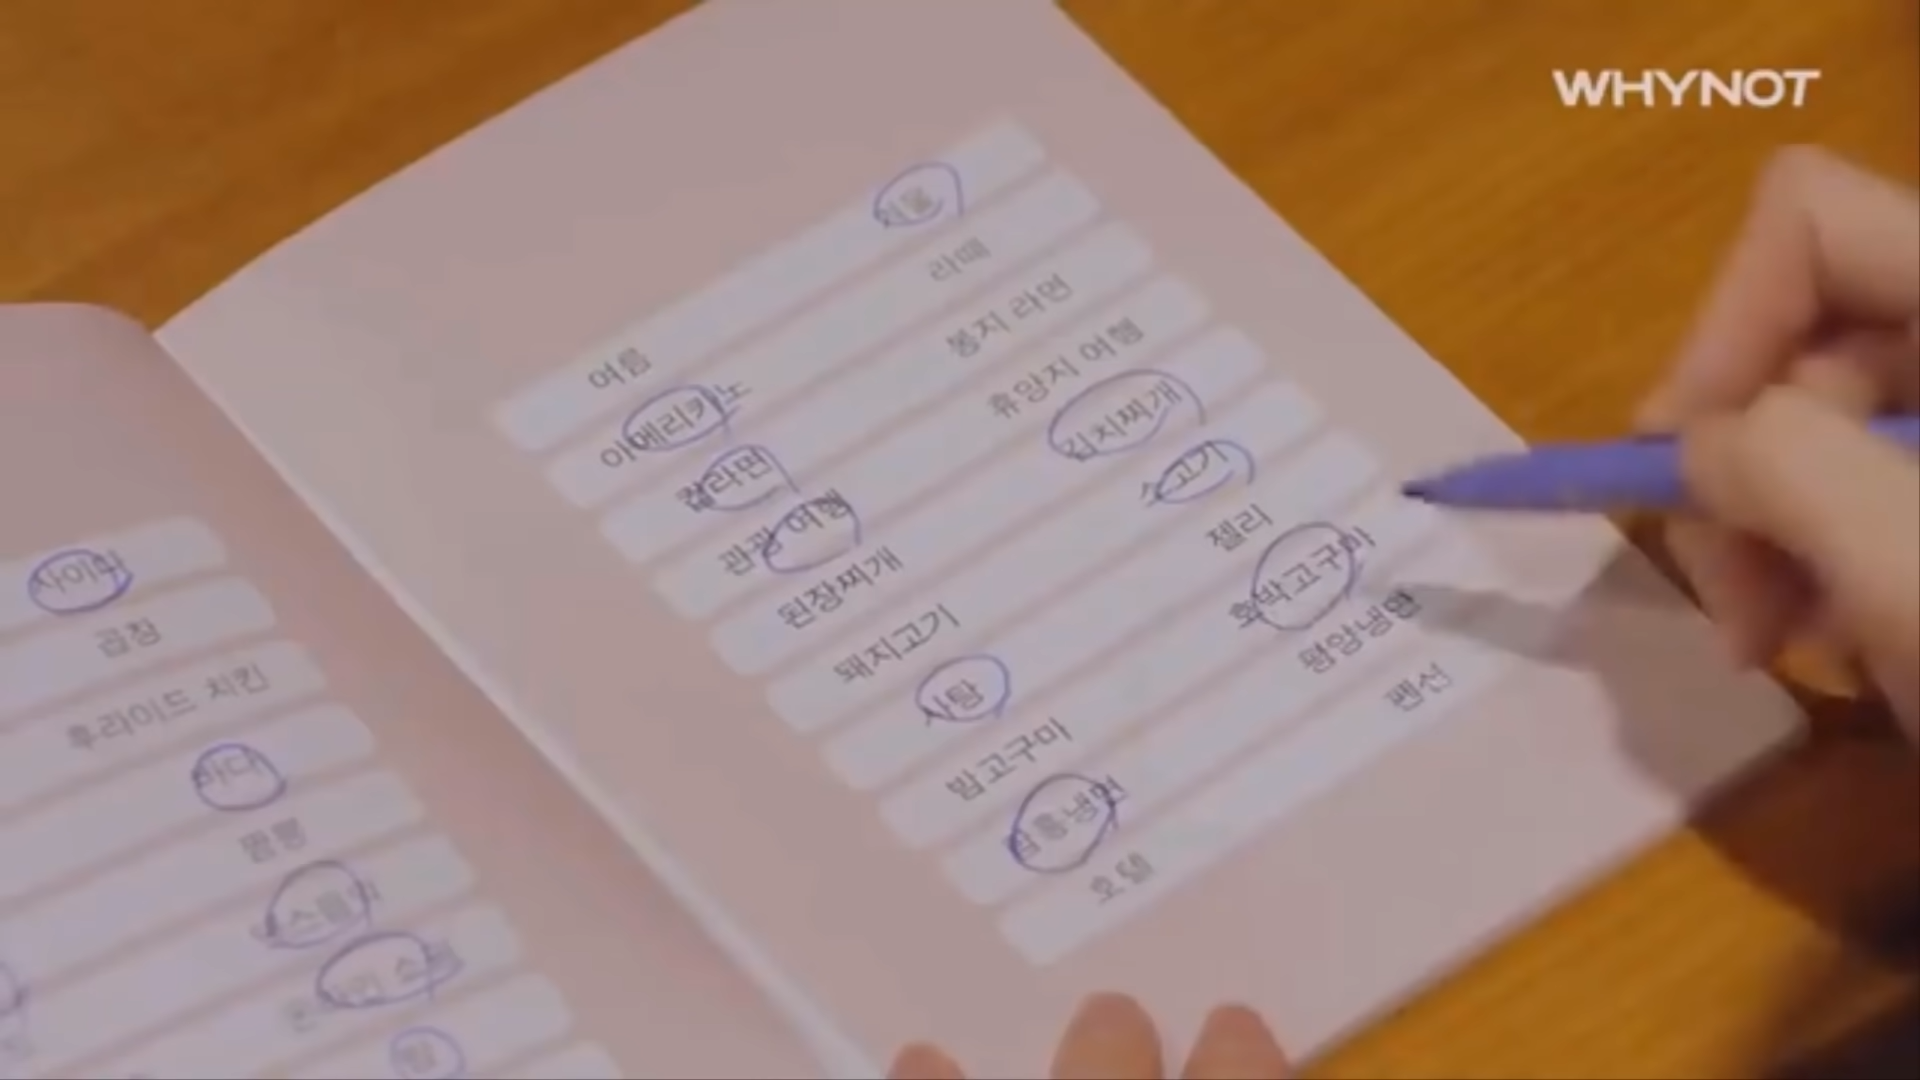 WHYNOT
사이다
곱창
후라이드 치킨
바다
짬뽕
여름 겨울
아메리카노 라떼
컵라면 봉지 라면
관광 여행 휴양지 여행
된장찌개 김치찌개
돼지고기 소고기
사탕 젤리
밤고구마 호박고구마
함흥냉면 평양냉면
호텔 펜션